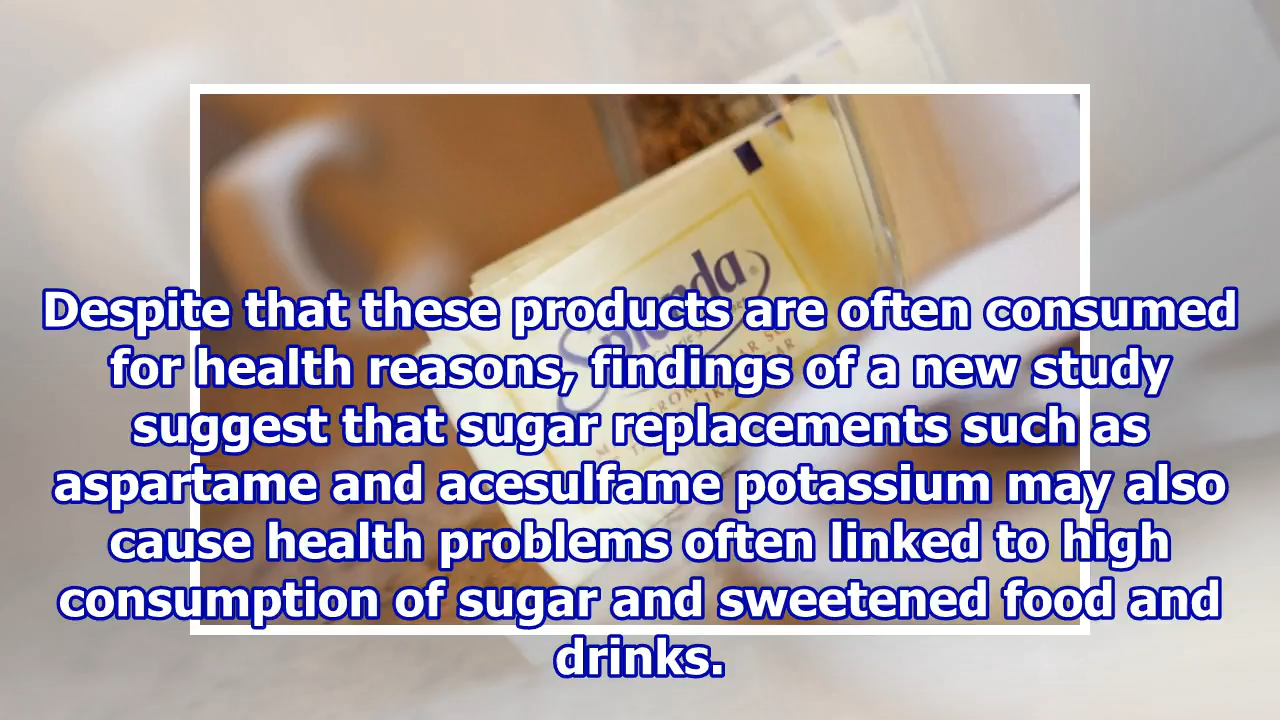 Despite that these products are often consumed
for health reasons, findings of a new study
suggest that sugar replacements such as
aspartame and acesulfame potassium may also
cause health problems often linked to high
consumption of sugar and sweetened food and
drinks.
Splenda